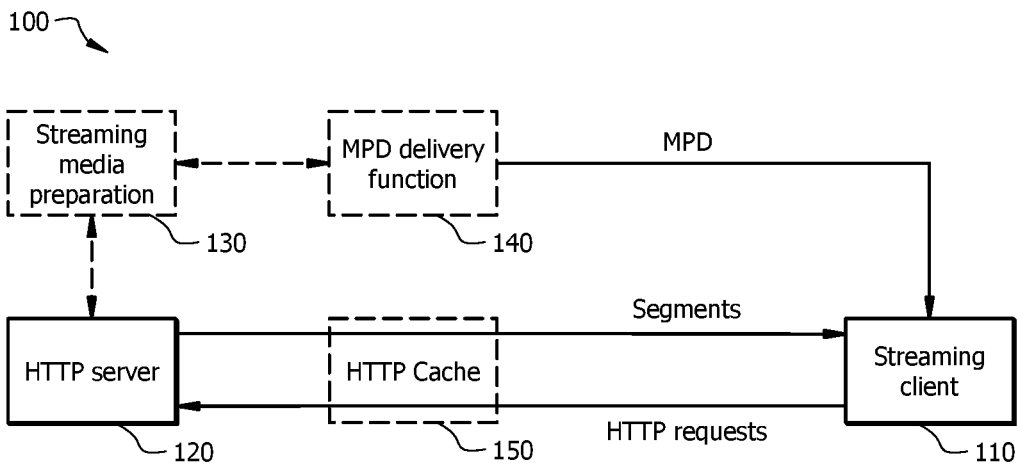 100
Streaming
media
preparation
130
MPD delivery
function
140
MPD
HTTP server
120
HTTP Cache
150
Segments
HTTP requests
Streaming
client
110